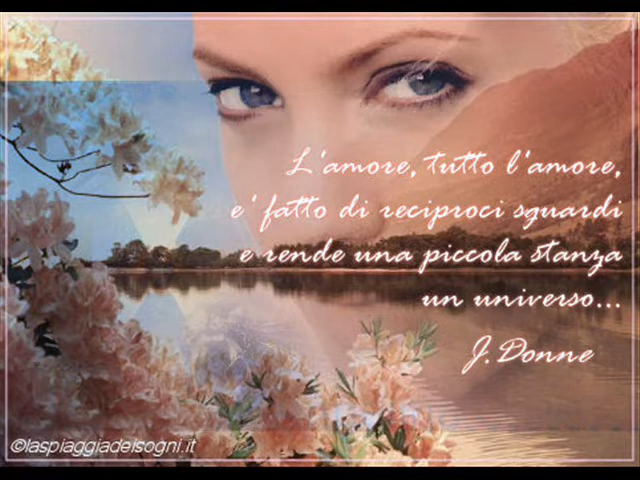 L'amore, tutto l'amore,
e' fatto di reciproci sguardi
e rende una piccola stanza
un universo...
J. Donne
©laspiaggiadeisogni.it